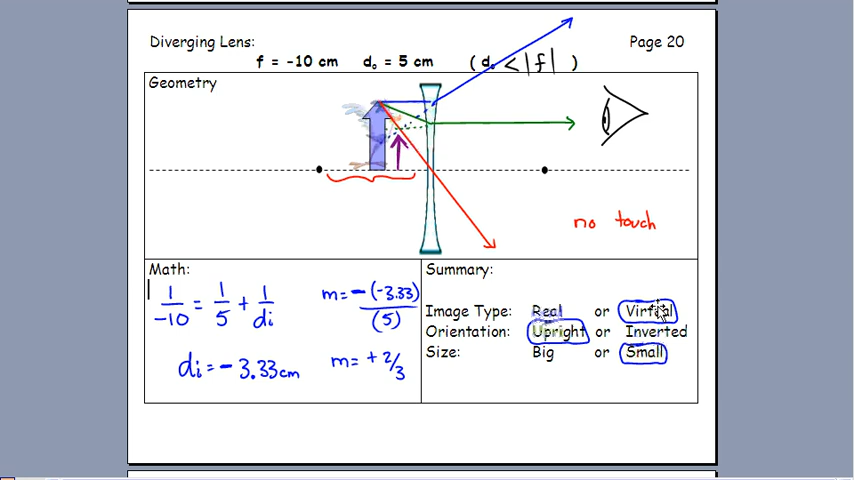 Diverging Lens: Page 20
f = -10 cm dₒ = 5 cm (dₒ < |f| )
Geometry
no touch
Math:
1/-10 = 1/5 + 1/di
m = -(-3.33)/(5)
di = -3.33cm
m = +2/3
Summary:
Image Type: Real or Virtual
Orientation: Upright or Inverted
Size: Big or Small